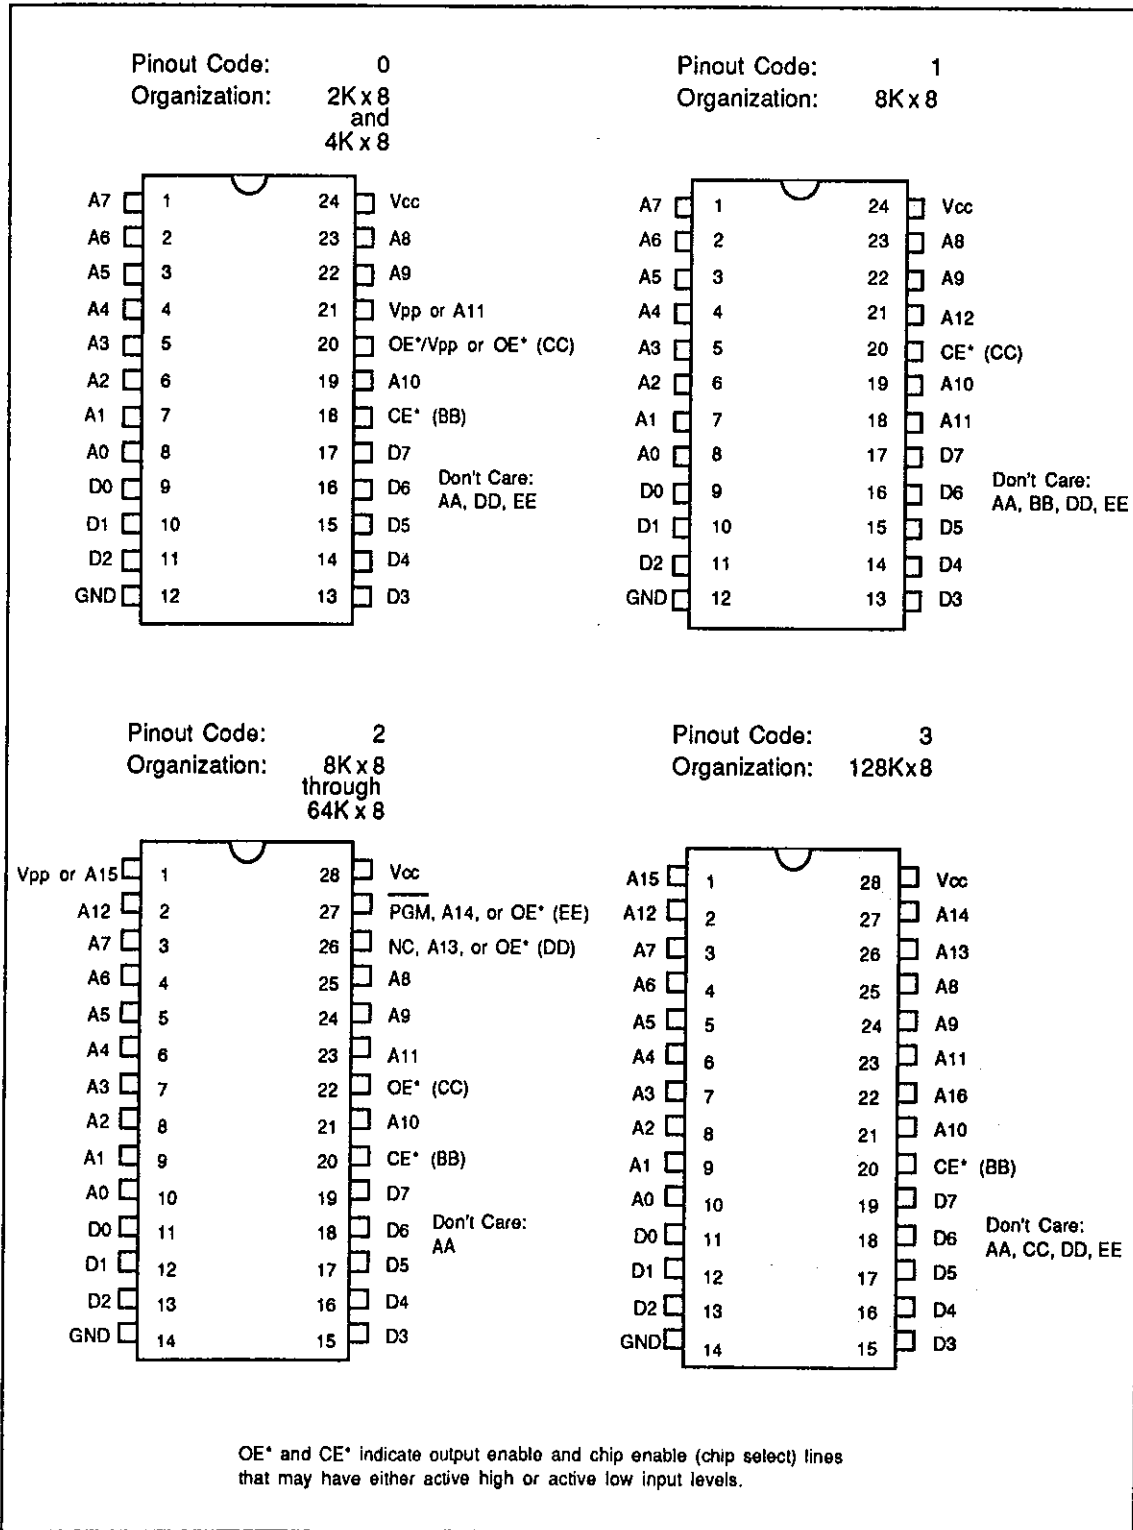 Pinout Code: 0
Organization: 2K x 8
and
4K x 8
A7 1 24 Vcc
A6 2 23 A8
A5 3 22 A9
A4 4 21 Vpp or A11
A3 5 20 OE*/Vpp or OE* (CC)
A2 6 19 A10
A1 7 18 CE* (BB)
A0 8 17 D7
D0 9 16 D6
D1 10 15 D5
D2 11 14 D4
GND 12 13 D3
Don't Care:
AA, DD, EE
Pinout Code: 1
Organization: 8K x 8
A7 1 24 Vcc
A6 2 23 A8
A5 3 22 A9
A4 4 21 A12
A3 5 20 CE* (CC)
A2 6 19 A10
A1 7 18 A11
A0 8 17 D7
D0 9 16 D6
D1 10 15 D5
D2 11 14 D4
GND 12 13 D3
Don't Care:
AA, BB, DD, EE
Pinout Code: 2
Organization: 8K x 8
through
64K x 8
Vpp or A15 1 28 Vcc
A12 2 27 P̅G̅M̅, A14, or OE* (EE)
A7 3 26 NC, A13, or OE* (DD)
A6 4 25 A8
A5 5 24 A9
A4 6 23 A11
A3 7 22 OE* (CC)
A2 8 21 A10
A1 9 20 CE* (BB)
A0 10 19 D7
D0 11 18 D6
D1 12 17 D5
D2 13 16 D4
GND 14 15 D3
Don't Care:
AA
Pinout Code: 3
Organization: 128Kx8
A15 1 28 Vcc
A12 2 27 A14
A7 3 26 A13
A6 4 25 A8
A5 5 24 A9
A4 6 23 A11
A3 7 22 A16
A2 8 21 A10
A1 9 20 CE* (BB)
A0 10 19 D7
D0 11 18 D6
D1 12 17 D5
D2 13 16 D4
GND 14 15 D3
Don't Care:
AA, CC, DD, EE
OE* and CE* indicate output enable and chip enable (chip select) lines
that may have either active high or active low input levels.